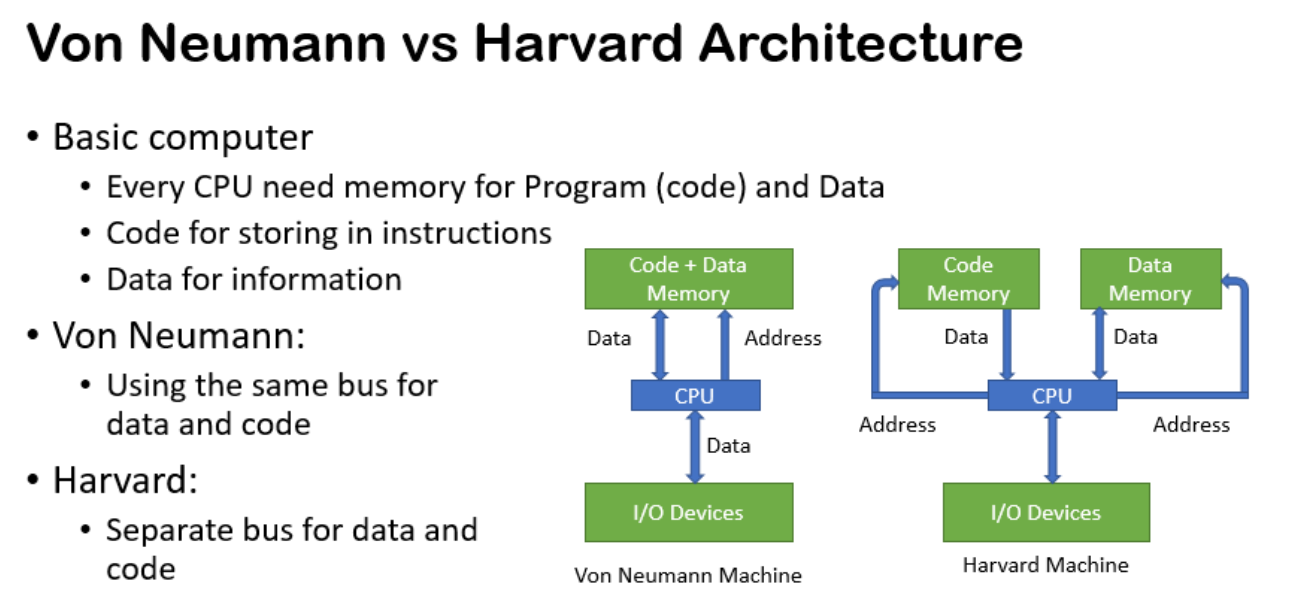 Von Neumann vs Harvard Architecture
• Basic computer
• Every CPU need memory for Program (code) and Data
• Code for storing in instructions
• Data for information
• Von Neumann:
• Using the same bus for
data and code
• Harvard:
• Separate bus for data and
code
Code + Data
Memory
Data
Address
CPU
Data
I/O Devices
Von Neumann Machine
Code
Memory
Data
Memory
Data
Data
CPU
Address
Address
I/O Devices
Harvard Machine